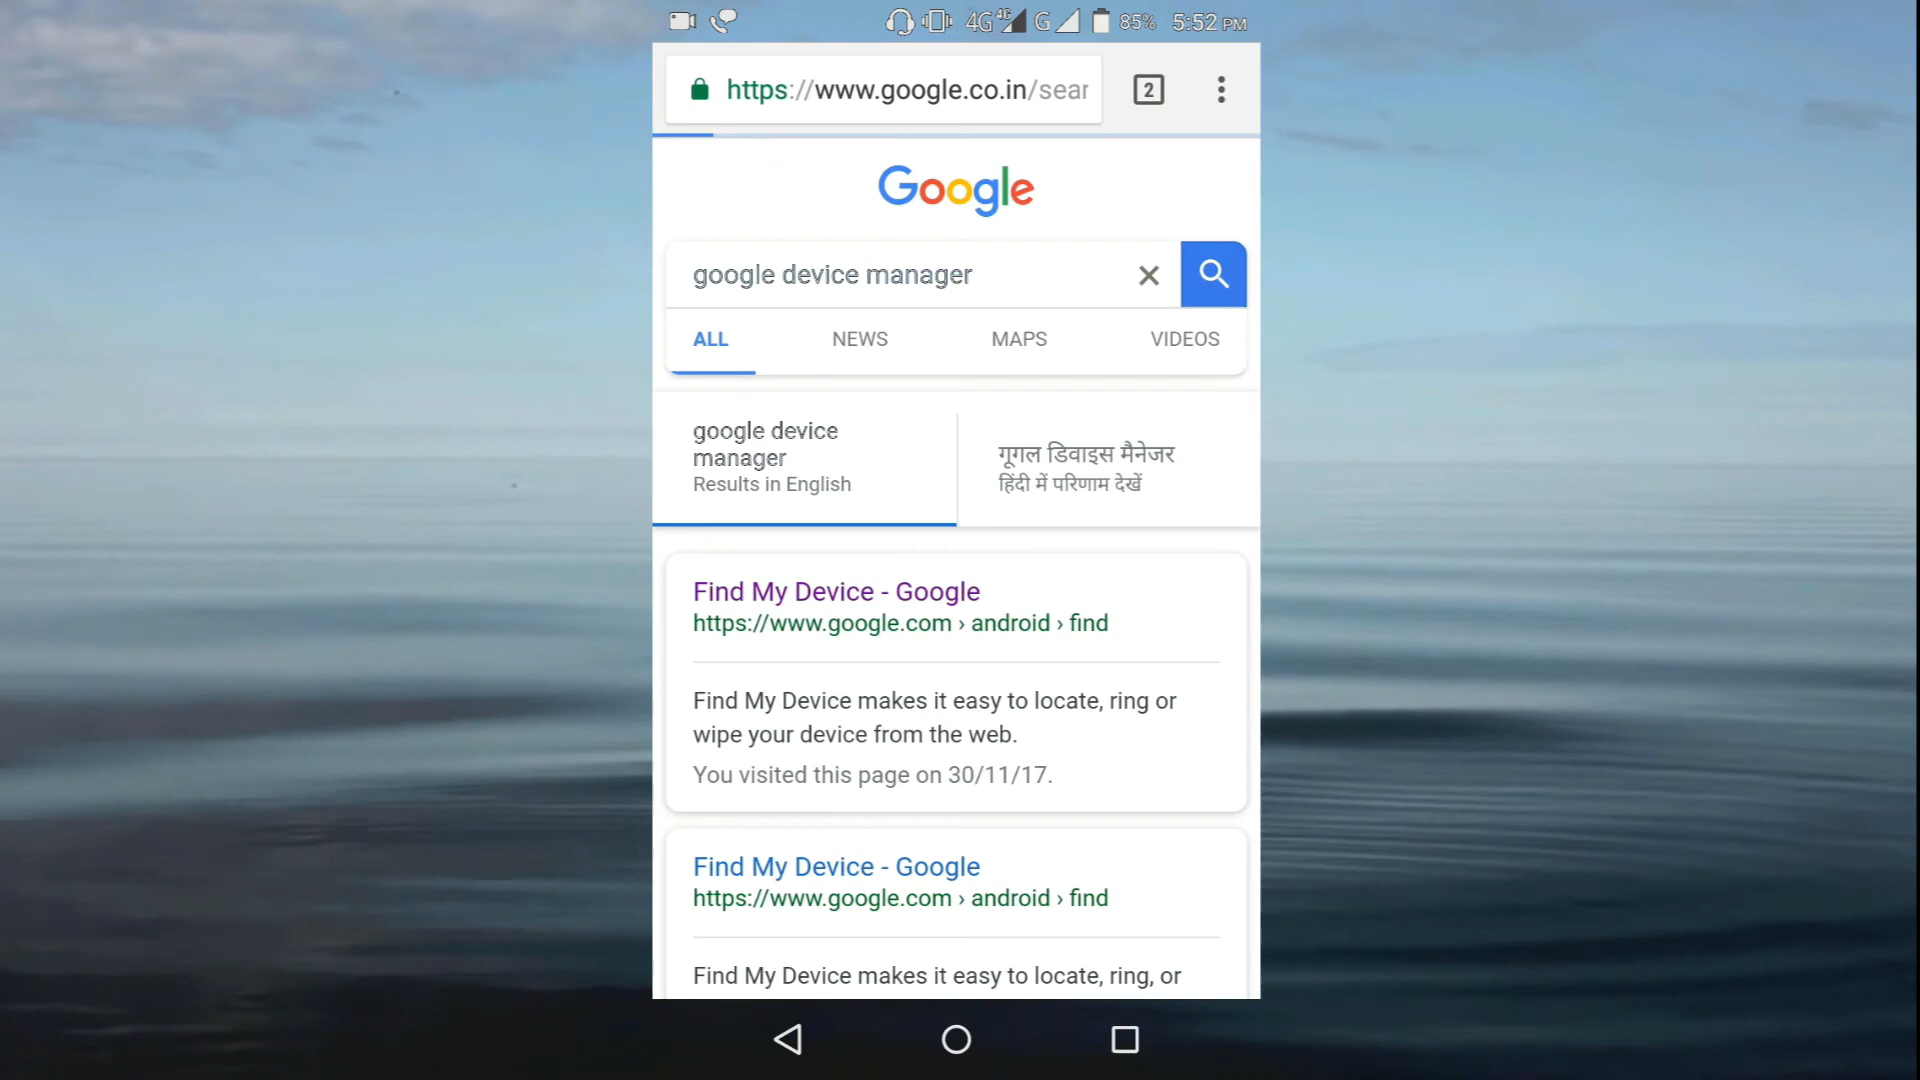 4G 4G G 85% 5:52 PM
https://www.google.co.in/sear 2
Google
google device manager
ALL NEWS MAPS VIDEOS
google device
manager
Results in English
गूगल डिवाइस मैनेजर
हिंदी में परिणाम देखें
Find My Device - Google
https://www.google.com › android › find
Find My Device makes it easy to locate, ring or
wipe your device from the web.
You visited this page on 30/11/17.
Find My Device - Google
https://www.google.com › android › find
Find My Device makes it easy to locate, ring, or